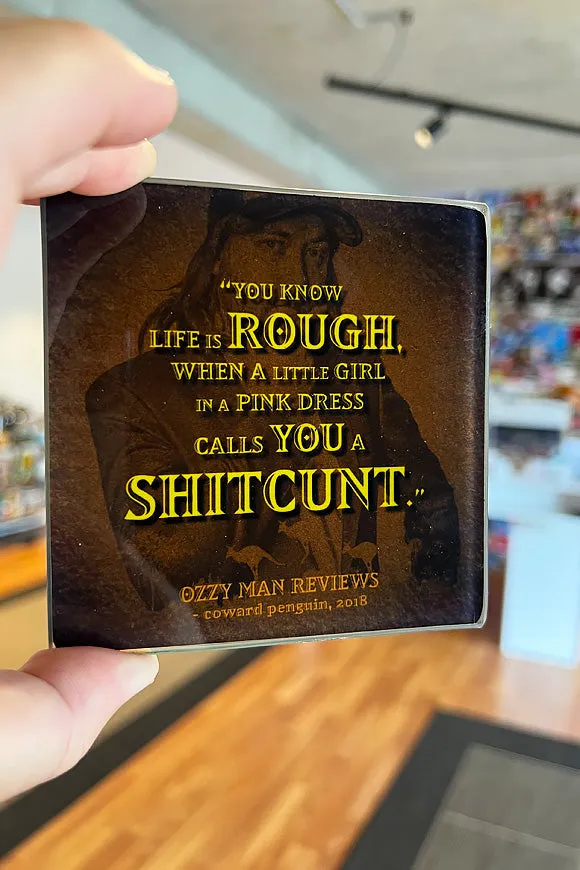 "YOU KNOW
LIFE IS ROUGH,
WHEN A LITTLE GIRL
IN A PINK DRESS
CALLS YOU A
SHITCUNT."
OZZY MAN REVIEWS
- coward penguin, 2018